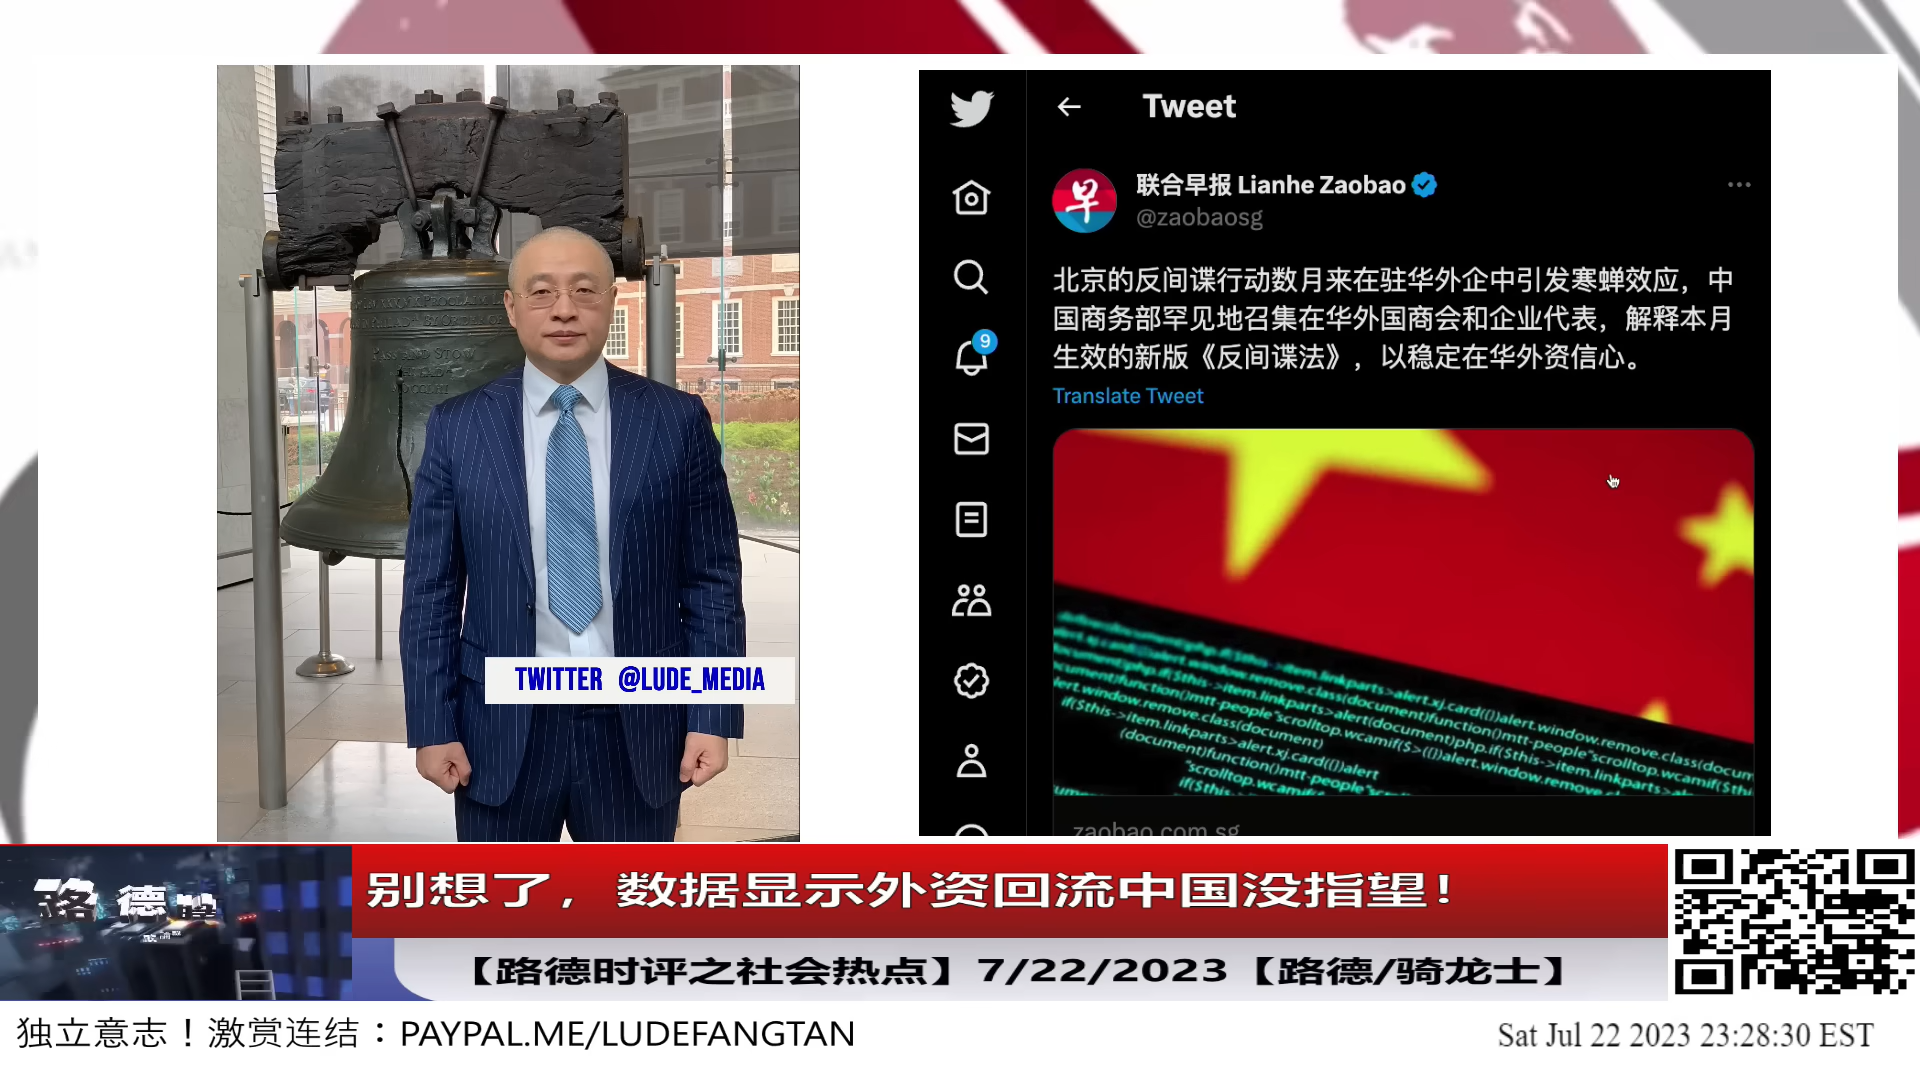 TWITTER @LUDE_MEDIA
Tweet
早
联合早报 Lianhe Zaobao
@zaobaosg
9
北京的反间谍行动数月来在驻华外企中引发寒蝉效应，中
国商务部罕见地召集在华外国商会和企业代表，解释本月
生效的新版《反间谍法》，以稳定在华外资信心。
Translate Tweet
zaobao.com.sg
路德
别想了，数据显示外资回流中国没指望！
【路德时评之社会热点】7/22/2023【路德/骑龙士】
独立意志！激赏连结：PAYPAL.ME/LUDEFANGTAN
Sat Jul 22 2023 23:28:30 EST